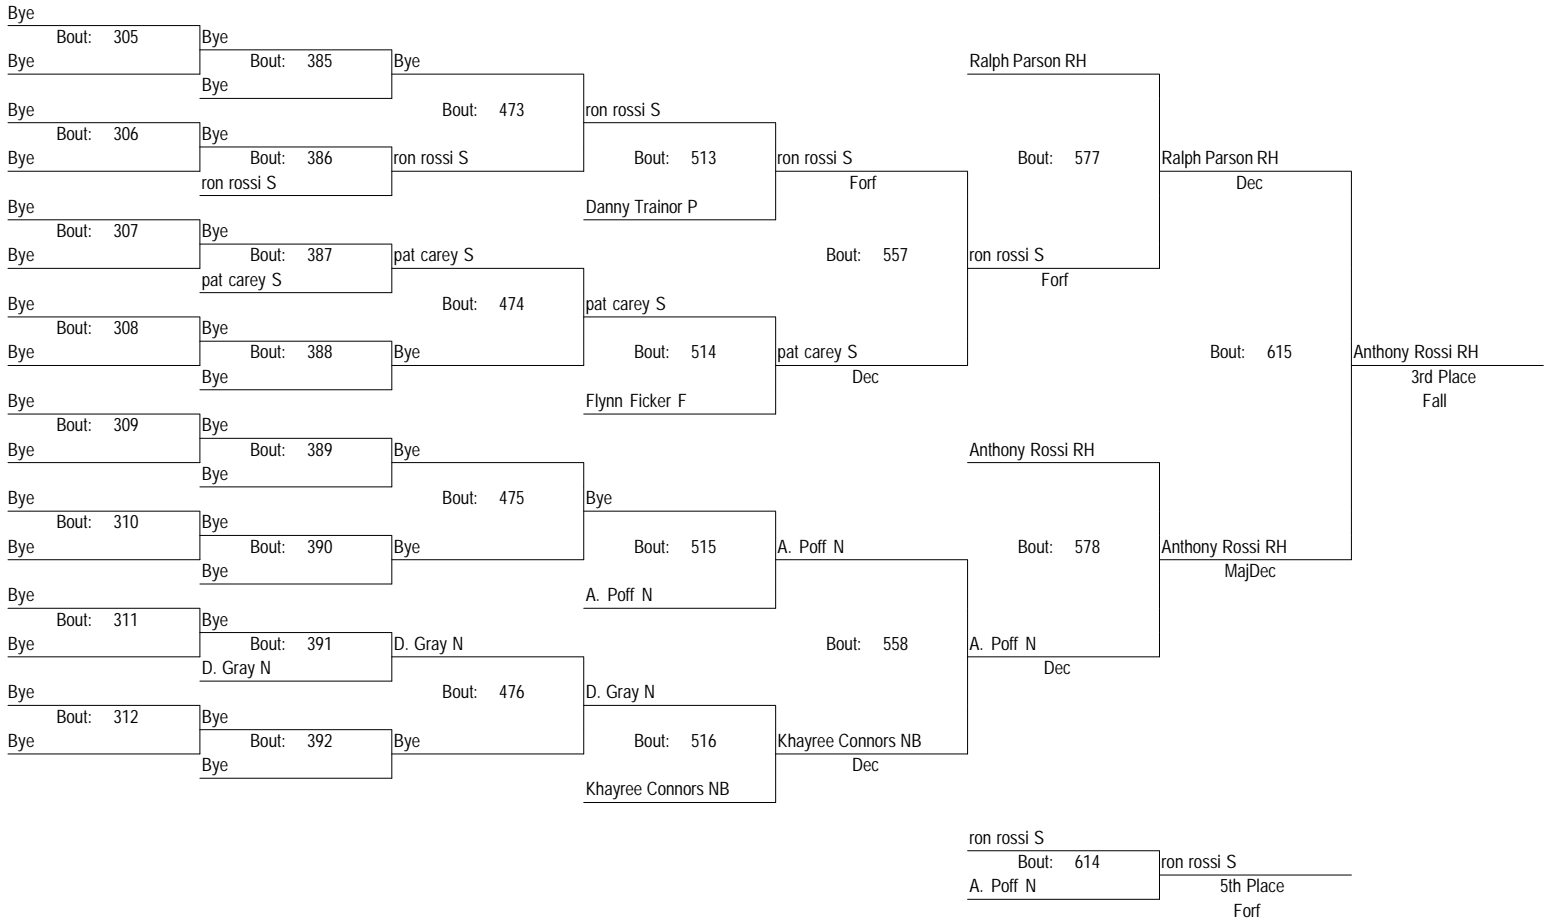 Bye
Bout: 305 Bye
Bye Bout: 385 Bye Ralph Parson RH
Bye
Bye Bout: 473 ron rossi S
Bout: 306 Bye
Bye Bout: 386 ron rossi S Bout: 513 ron rossi S Bout: 577 Ralph Parson RH
ron rossi S Forf Dec
Bye Danny Trainor P
Bout: 307 Bye
Bye Bout: 387 pat carey S Bout: 557 ron rossi S
pat carey S Forf
Bye Bout: 474 pat carey S
Bout: 308 Bye
Bye Bout: 388 Bye Bout: 514 pat carey S Bout: 615 Anthony Rossi RH
Bye Dec 3rd Place
Bye Flynn Ficker F Fall
Bout: 309 Bye
Bye Bout: 389 Bye Anthony Rossi RH
Bye
Bye Bout: 475 Bye
Bout: 310 Bye
Bye Bout: 390 Bye Bout: 515 A. Poff N Bout: 578 Anthony Rossi RH
Bye MajDec
Bye A. Poff N
Bout: 311 Bye
Bye Bout: 391 D. Gray N Bout: 558 A. Poff N
D. Gray N Dec
Bye Bout: 476 D. Gray N
Bout: 312 Bye
Bye Bout: 392 Bye Bout: 516 Khayree Connors NB
Bye Dec
Khayree Connors NB
ron rossi S
Bout: 614 ron rossi S
A. Poff N 5th Place
Forf